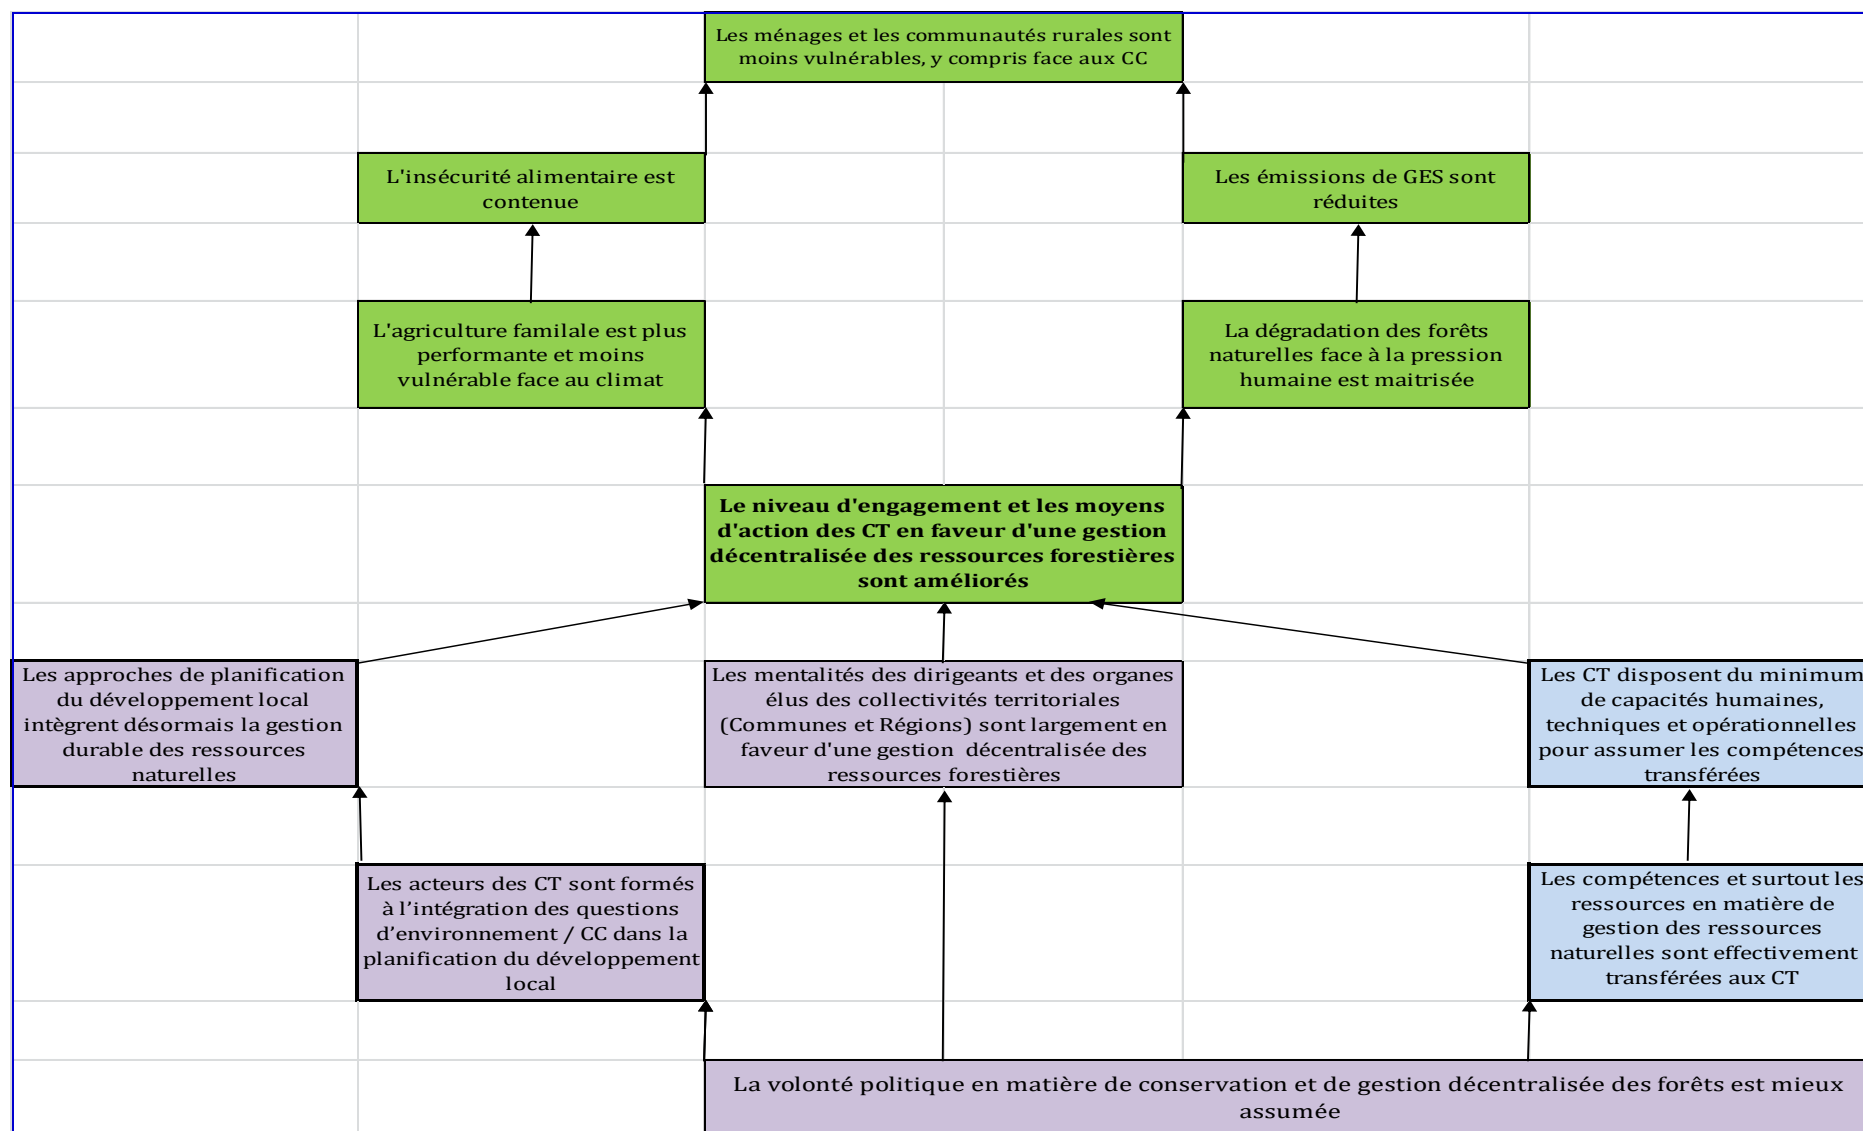 Les ménages et les communautés rurales sont
moins vulnérables, y compris face aux CC
L'insécurité alimentaire est
contenue
Les émissions de GES sont
réduites
L'agriculture familale est plus
performante et moins
vulnérable face au climat
La dégradation des forêts
naturelles face à la pression
humaine est maitrisée
Le niveau d'engagement et les moyens
d'action des CT en faveur d'une gestion
décentralisée des ressources forestières
sont améliorés
Les approches de planification
du développement local
intègrent désormais la gestion
durable des ressources
naturelles
Les mentalités des dirigeants et des organes
élus des collectivités territoriales
(Communes et Régions) sont largement en
faveur d'une gestion décentralisée des
ressources forestières
Les CT disposent du minimum
de capacités humaines,
techniques et opérationnelles
pour assumer les compétences
transférées
Les acteurs des CT sont formés
à l’intégration des questions
d’environnement / CC dans la
planification du développement
local
Les compétences et surtout les
ressources en matière de
gestion des ressources
naturelles sont effectivement
transférées aux CT
La volonté politique en matière de conservation et de gestion décentralisée des forêts est mieux
assumée